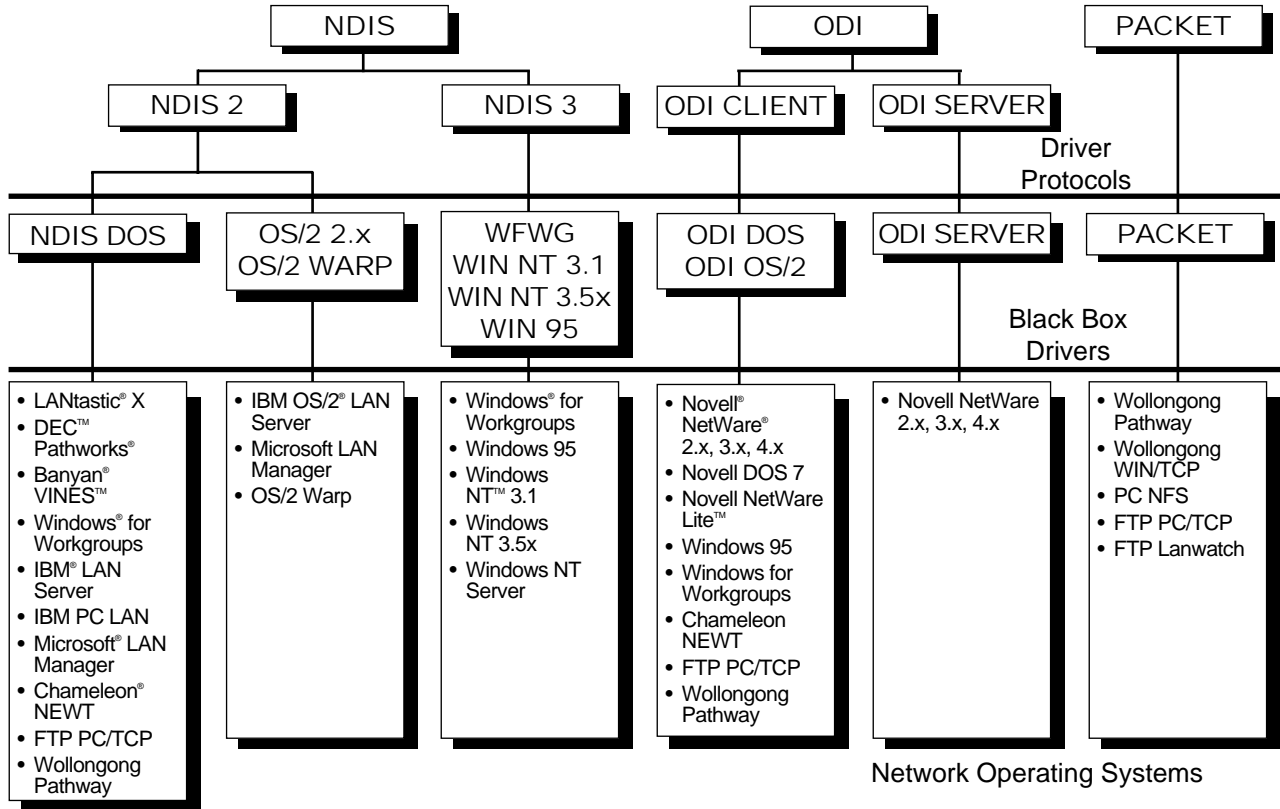 NDIS
ODI
PACKET
NDIS 2
NDIS 3
ODI CLIENT
ODI SERVER
Driver
Protocols
NDIS DOS
OS/2 2.x
OS/2 WARP
WFWG
WIN NT 3.1
WIN NT 3.5x
WIN 95
ODI DOS
ODI OS/2
ODI SERVER
PACKET
Black Box
Drivers
• LANtastic® X
• DEC™
Pathworks®
• Banyan®
VINES™
• Windows® for
Workgroups
• IBM® LAN
Server
• IBM PC LAN
• Microsoft® LAN
Manager
• Chameleon®
NEWT
• FTP PC/TCP
• Wollongong
Pathway
• IBM OS/2® LAN
Server
• Microsoft LAN
Manager
• OS/2 Warp
• Windows® for
Workgroups
• Windows 95
• Windows
NT™ 3.1
• Windows
NT 3.5x
• Windows NT
Server
• Novell®
NetWare®
2.x, 3.x, 4.x
• Novell DOS 7
• Novell NetWare
Lite™
• Windows 95
• Windows for
Workgroups
• Chameleon
NEWT
• FTP PC/TCP
• Wollongong
Pathway
• Novell NetWare
2.x, 3.x, 4.x
• Wollongong
Pathway
• Wollongong
WIN/TCP
• PC NFS
• FTP PC/TCP
• FTP Lanwatch
Network Operating Systems